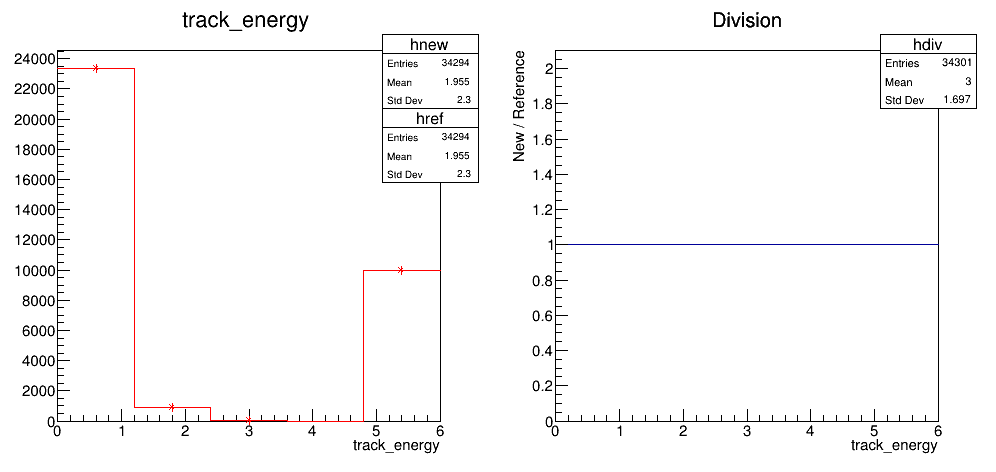 track_energy
hnew
Entries 34294
Mean 1.955
Std Dev 2.3
href
Entries 34294
Mean 1.955
Std Dev 2.3
24000
22000
20000
18000
16000
14000
12000
10000
8000
6000
4000
2000
0
0 1 2 3 4 5 6
track_energy
Division
hdiv
Entries 34301
Mean 3
Std Dev 1.697
New / Reference
2
1.8
1.6
1.4
1.2
1
0.8
0.6
0.4
0.2
0
0 1 2 3 4 5 6
track_energy